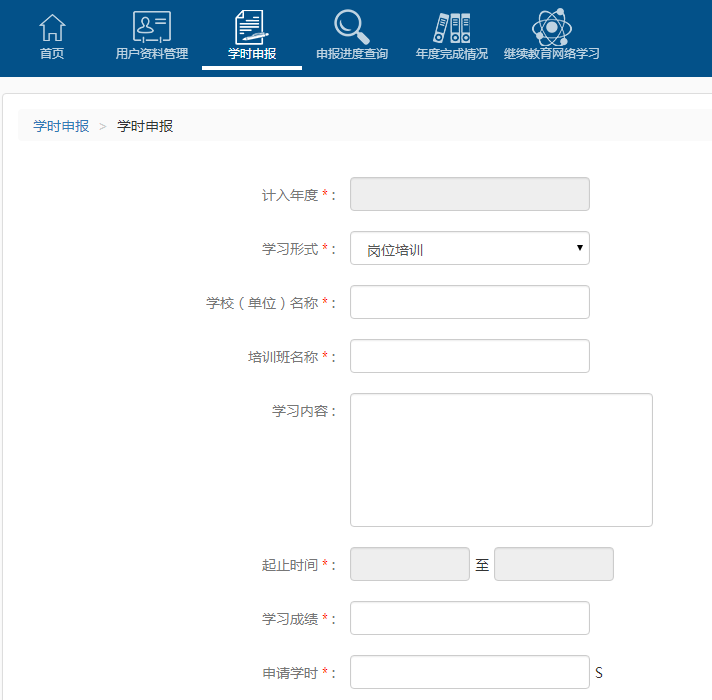 首页 用户资料管理 学时申报 申报进度查询 年度完成情况 继续教育网络学习
学时申报 > 学时申报
计入年度 * :
学习形式 * : 岗位培训
学校（单位）名称 * :
培训班名称 * :
学习内容 :
起止时间 * : 至
学习成绩 * :
申请学时 * : S